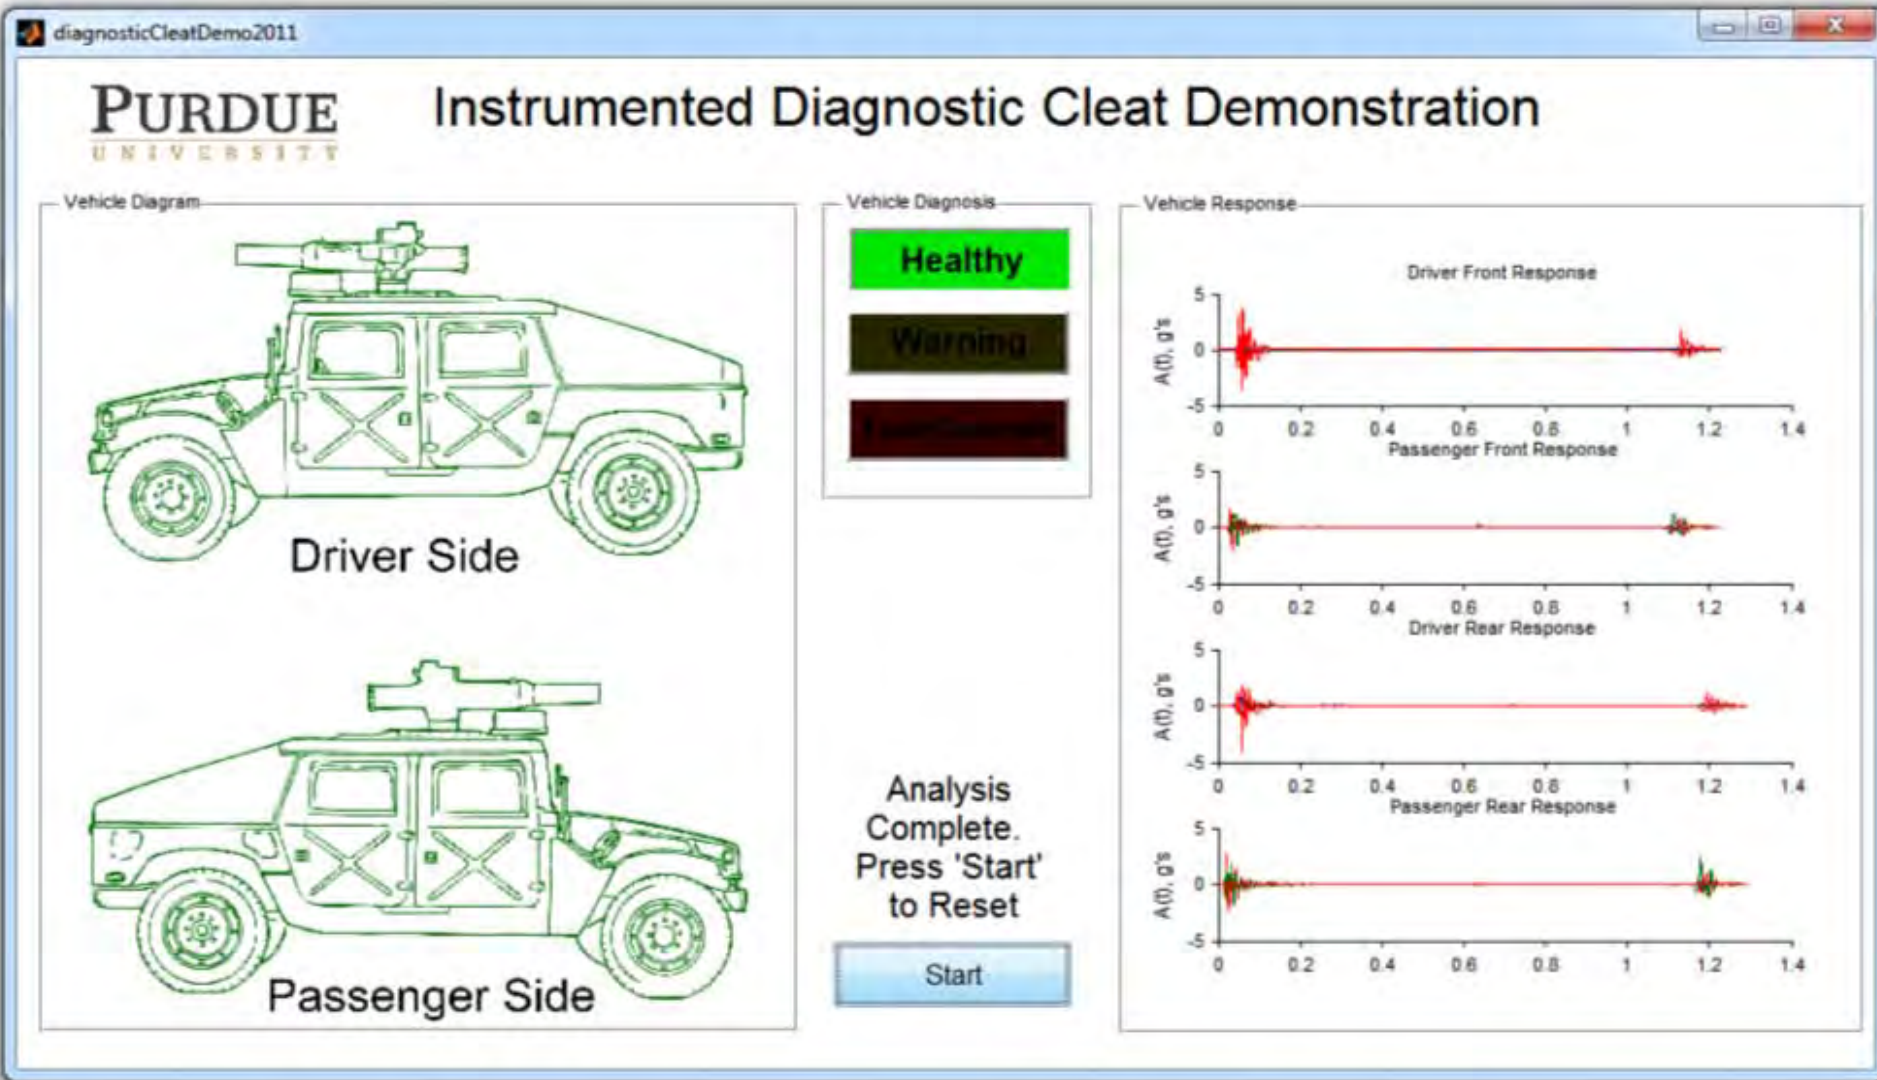 diagnosticCleatDemo2011
PURDUE
UNIVERSITY
Instrumented Diagnostic Cleat Demonstration
Vehicle Diagram
Driver Side
Passenger Side
Vehicle Diagnosis
Healthy
Warning
Analysis
Complete.
Press 'Start'
to Reset
Start
Vehicle Response
Driver Front Response
A(t), g's
5
0
-5
0 0.2 0.4 0.6 0.8 1 1.2 1.4
Passenger Front Response
A(t), g's
5
0
-5
0 0.2 0.4 0.6 0.8 1 1.2 1.4
Driver Rear Response
A(t), g's
5
0
-5
0 0.2 0.4 0.6 0.8 1 1.2 1.4
Passenger Rear Response
A(t), g's
5
0
-5
0 0.2 0.4 0.6 0.8 1 1.2 1.4